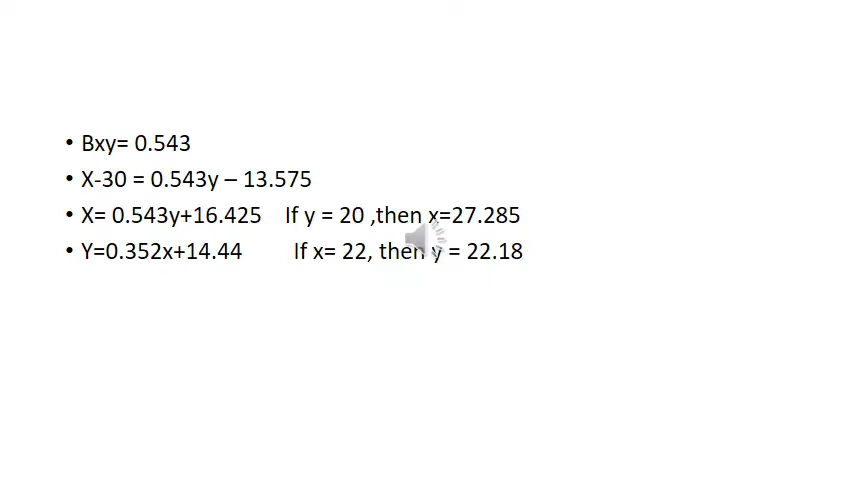 • Bxy= 0.543
• X-30 = 0.543y – 13.575
• X= 0.543y+16.425 If y = 20 ,then x=27.285
• Y=0.352x+14.44 If x= 22, then y = 22.18